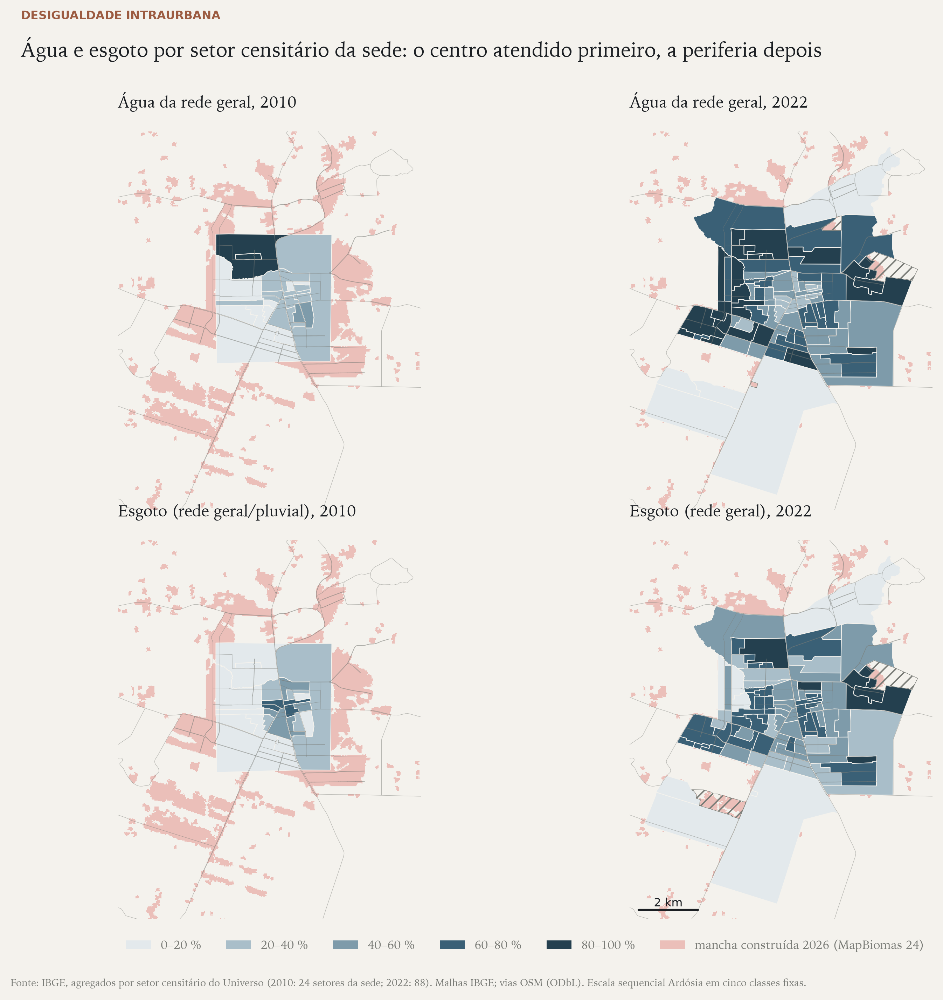 DESIGUALDADE INTRAURBANA
Água e esgoto por setor censitário da sede: o centro atendido primeiro, a periferia depois
Água da rede geral, 2010
Água da rede geral, 2022
Esgoto (rede geral/pluvial), 2010
Esgoto (rede geral), 2022
2 km
0–20 %
20–40 %
40–60 %
60–80 %
80–100 %
mancha construída 2026 (MapBiomas 24)
Fonte: IBGE, agregados por setor censitário do Universo (2010: 24 setores da sede; 2022: 88). Malhas IBGE; vias OSM (ODbL). Escala sequencial Ardósia em cinco classes fixas.